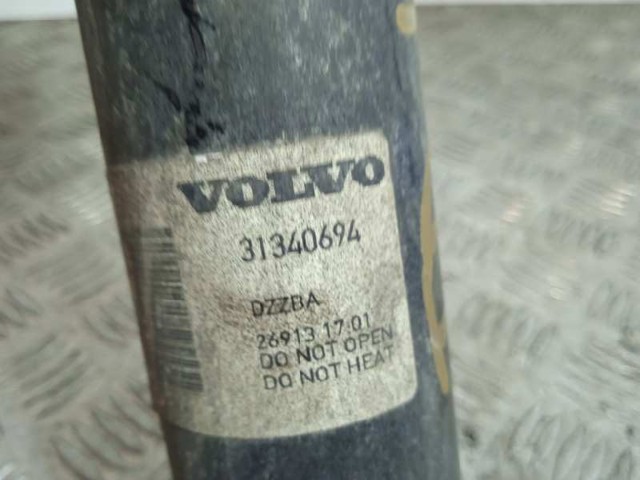 VOLVO
31340694
DZZBA
26913 17:01
DO NOT OPEN
DO NOT HEAT